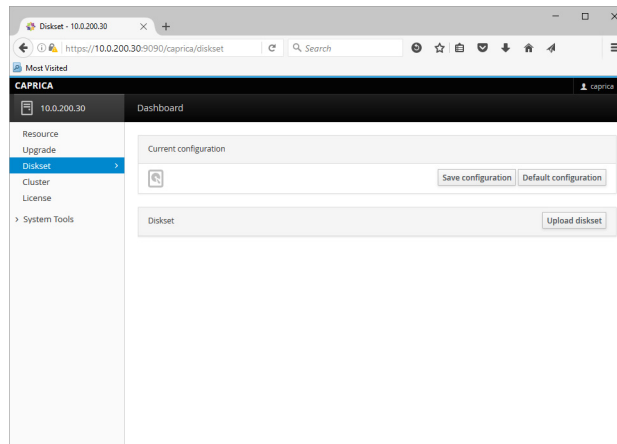 Diskset - 10.0.200.30
https://10.0.200.30:9090/caprica/diskset
Search
Most Visited
CAPRICA
caprica
10.0.200.30
Dashboard
Resource
Upgrade
Diskset
Cluster
License
System Tools
Current configuration
Save configuration
Default configuration
Diskset
Upload diskset